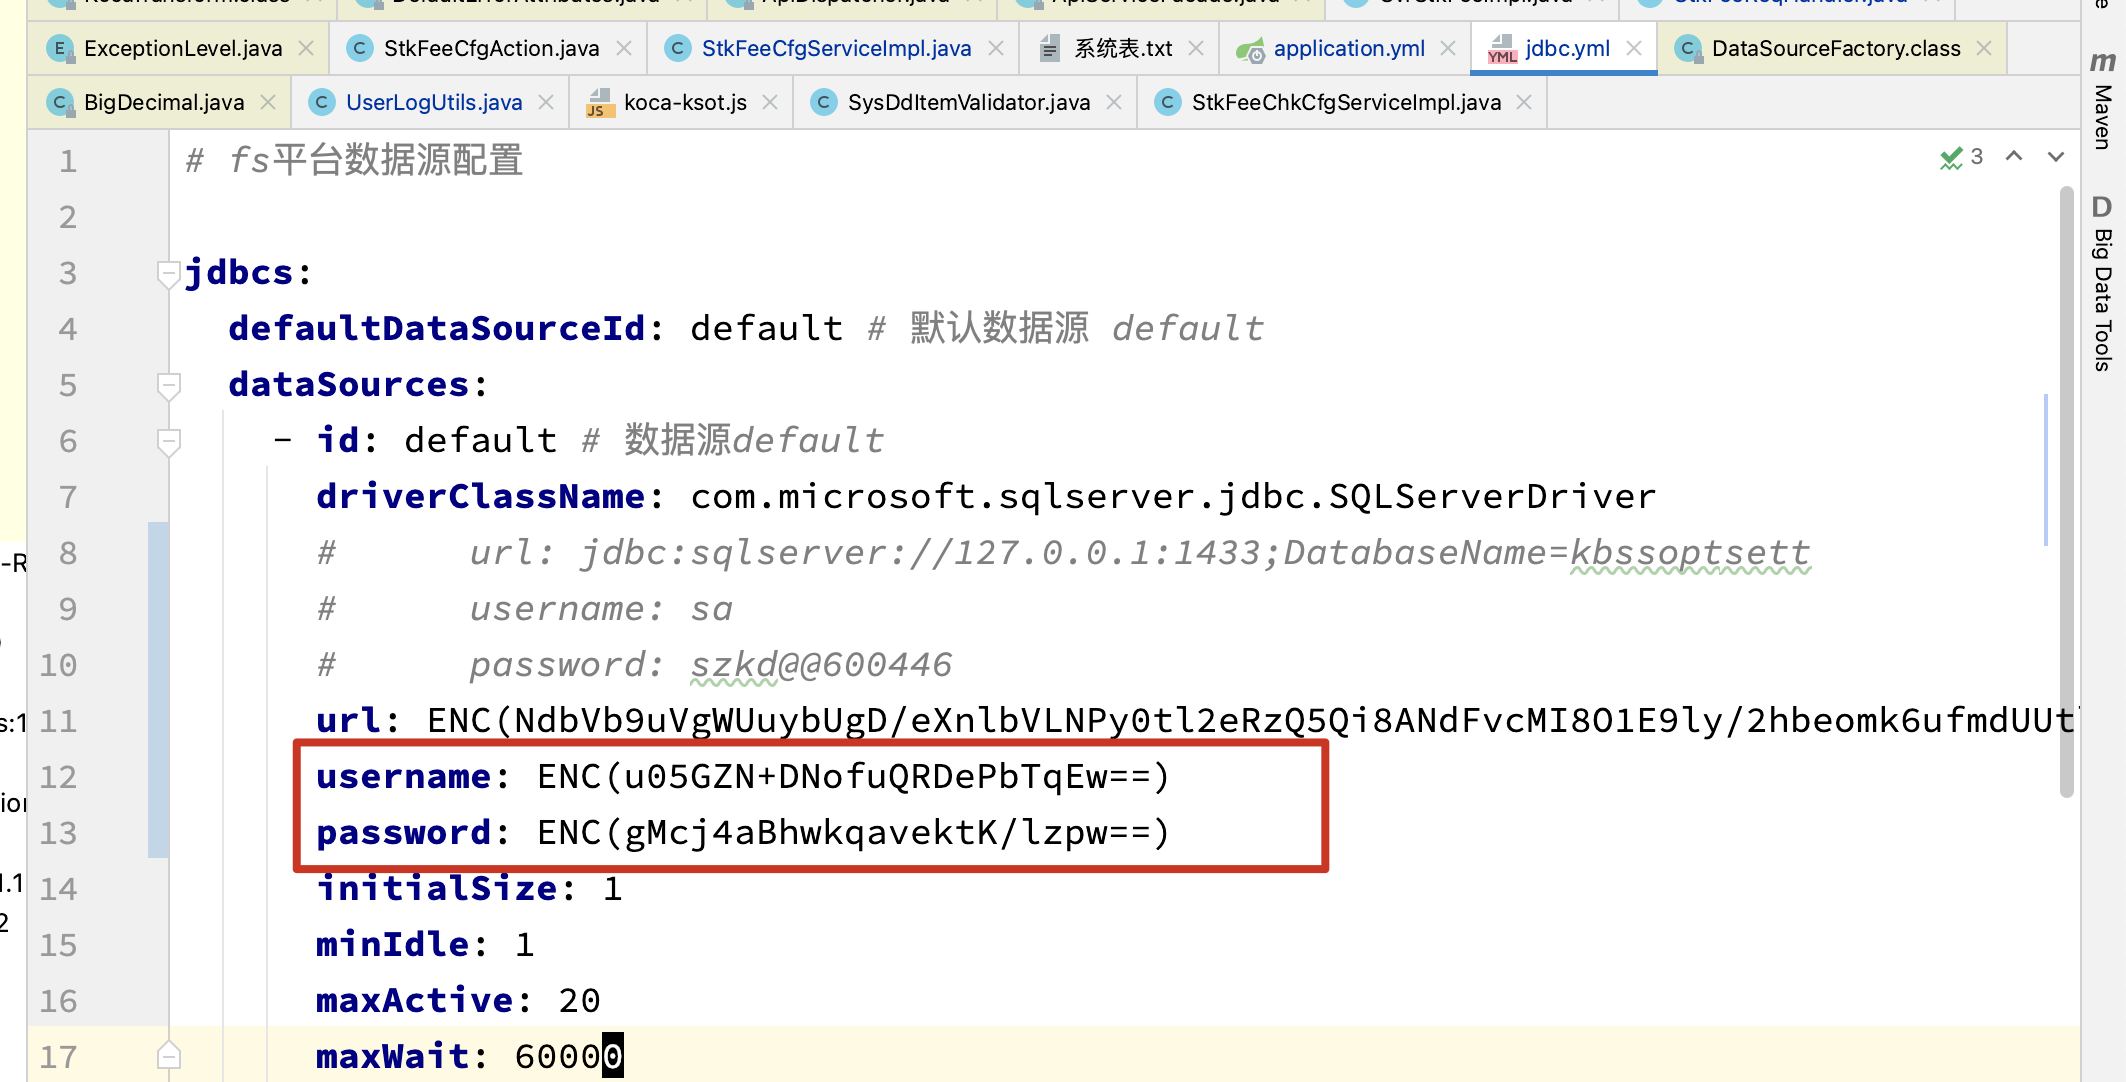 ExceptionLevel.java StkFeeCfgAction.java StkFeeCfgServiceImpl.java 系统表.txt application.yml jdbc.yml DataSourceFactory.class
BigDecimal.java UserLogUtils.java koca-ksot.js SysDdItemValidator.java StkFeeChkCfgServiceImpl.java
1 # fs平台数据源配置
3
2
3 jdbcs:
4 defaultDataSourceId: default # 默认数据源 default
5 dataSources:
6 - id: default # 数据源default
7 driverClassName: com.microsoft.sqlserver.jdbc.SQLServerDriver
8 # url: jdbc:sqlserver://127.0.0.1:1433;DatabaseName=kbssoptsett
9 # username: sa
10 # password: szkd@@600446
11 url: ENC(NdbVb9uVgWUuybUgD/eXnlbVLNPy0tl2eRzQ5Qi8ANdFvcMI8O1E9ly/2hbeomk6ufmdUUt
12 username: ENC(u05GZN+DNofuQRDePbTqEw==)
13 password: ENC(gMcj4aBhwkqavektK/lzpw==)
14 initialSize: 1
15 minIdle: 1
16 maxActive: 20
17 maxWait: 60000
Maven
Big Data Tools